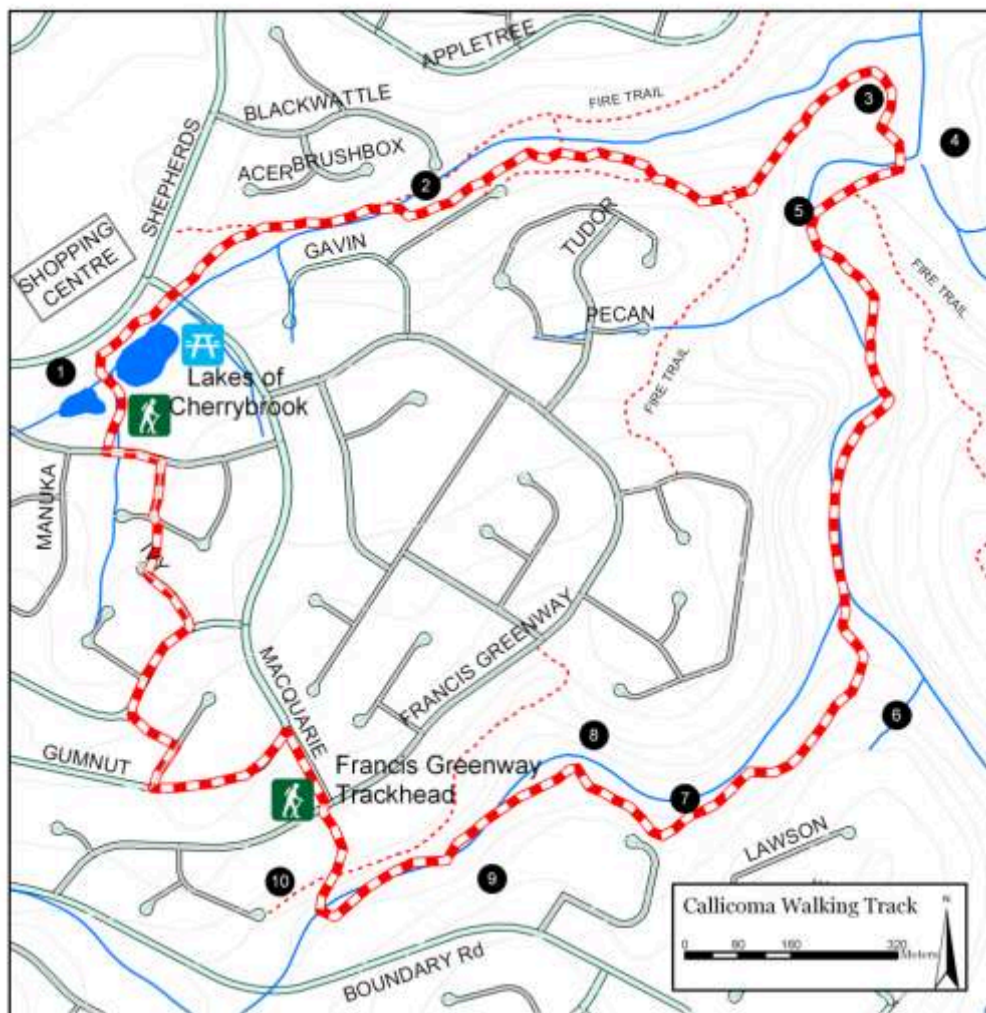 APPLETREE
BLACKWATTLE
FIRE TRAIL
3
4
ACER
BRUSHBOX
2
SHEPHERDS
5
TUDOR
GAVIN
SHOPPING
CENTRE
FIRE TRAIL
PECAN
1
Lakes of
Cherrybrook
FIRE TRAIL
MANUKA
IVY
FRANCIS GREENWAY
MACQUARIE
6
8
GUMNUT
Francis Greenway
Trackhead
7
LAWSON
9
10
Callicoma Walking Track
N
0 80 160 320
Meters
BOUNDARY Rd